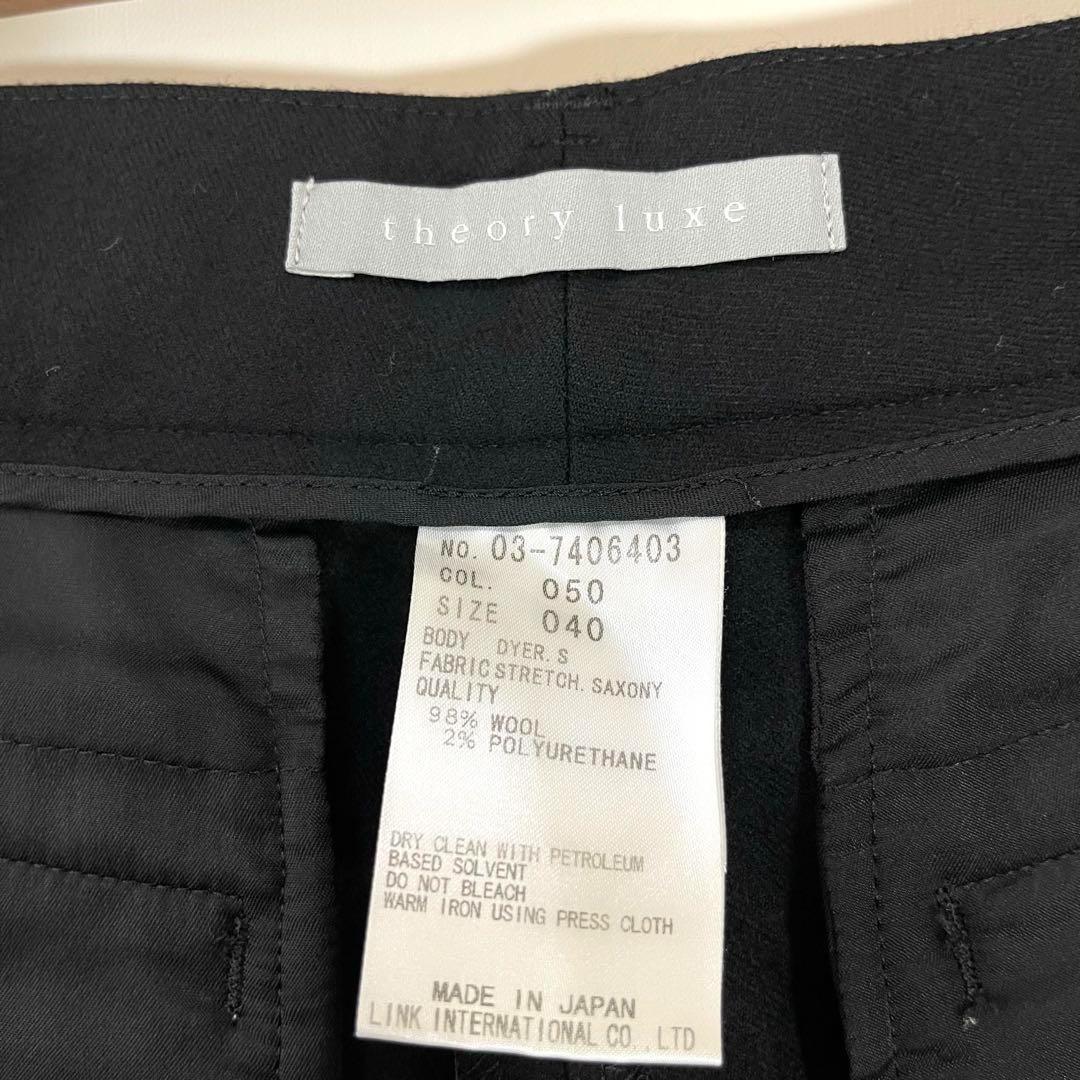 theory luxe
NO. 03-7406403
COL. 050
SIZE 040
BODY DYER. S
FABRIC STRETCH. SAXONY
QUALITY
98% WOOL
2% POLYURETHANE
DRY CLEAN WITH PETROLEUM
BASED SOLVENT
DO NOT BLEACH
WARM IRON USING PRESS CLOTH
MADE IN JAPAN
LINK INTERNATIONAL CO., LTD